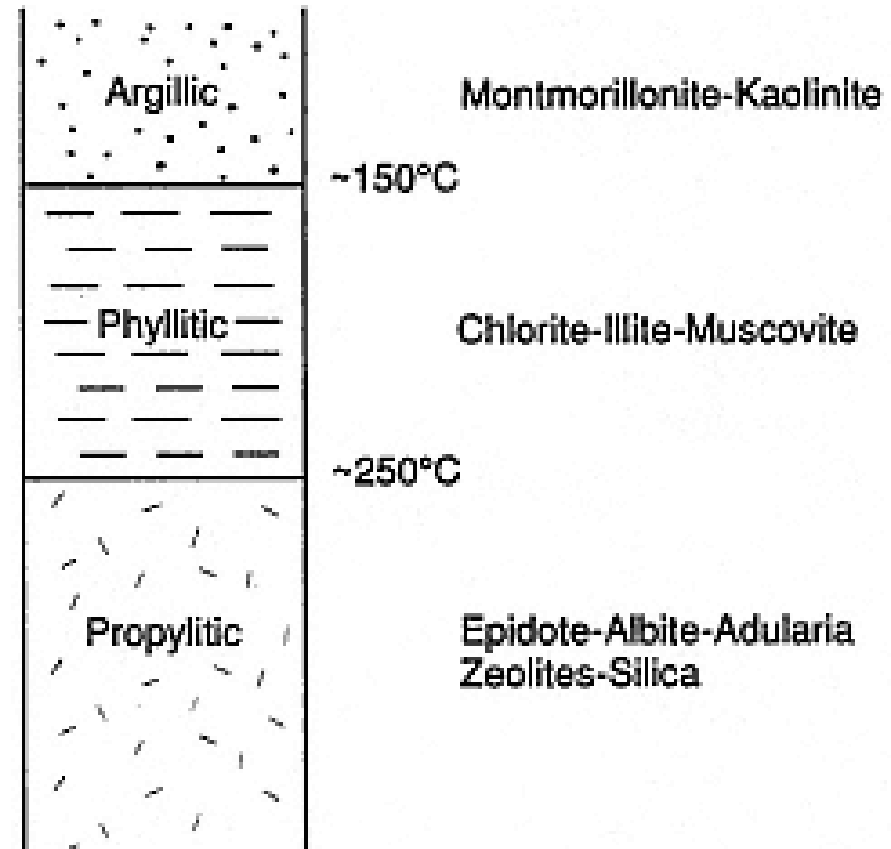 Argillic
Montmorillonite-Kaolinite
~150°C
Phyllitic
Chlorite-Illite-Muscovite
~250°C
Propylitic
Epidote-Albite-Adularia
Zeolites-Silica